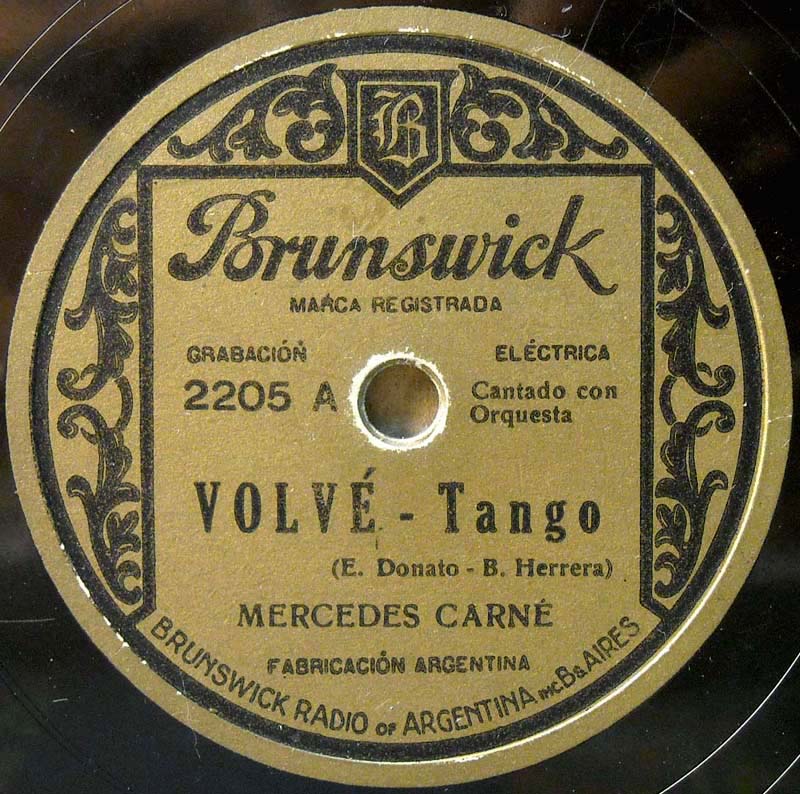 B
Brunswick
MARCA REGISTRADA
GRABACIÓN ELÉCTRICA
2205 A Cantado con
Orquesta
VOLVÉ - Tango
(E. Donato - B. Herrera)
MERCEDES CARNÉ
FABRICACIÓN ARGENTINA
BRUNSWICK RADIO OF ARGENTINA INC. Bs AIRES